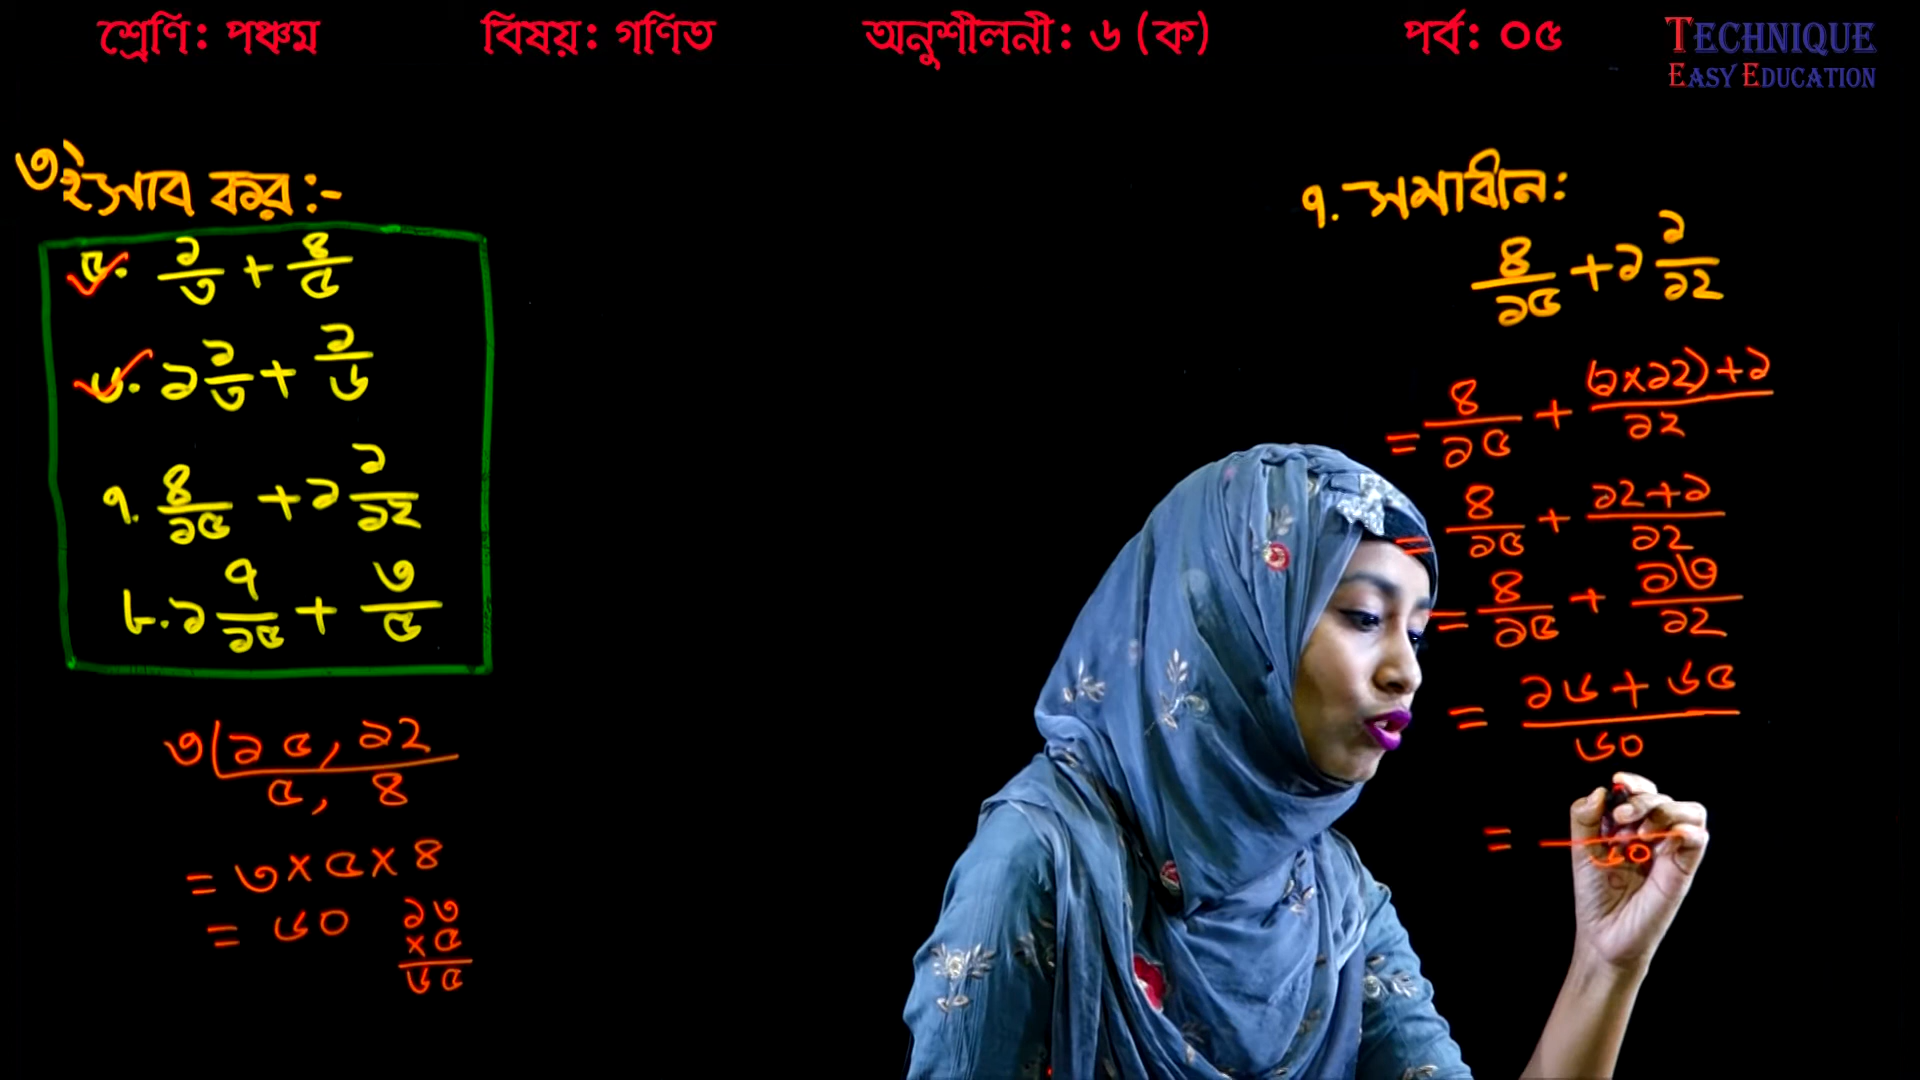 শ্রেণি: পঞ্চম বিষয়: গণিত অনুশীলনী: ৬ (ক) পর্ব: ০৫ TECHNIQUE
EASY EDUCATION
৩ হিসাব কর:-
৫. ১/৩ + ৪/৫
৬. ১ ১/৩ + ১/৬
৭. ৪/১৫ + ১ ১/১২
৮. ১ ৭/১৫ + ৩/৫
৩(১৫, ১২
৫, ৪
= ৩×৫×৪
= ৬০
১৩
×৫
৬৫
৭. সমাধান:
৪/১৫ + ১ ১/১২
= ৪/১৫ + (১×১২)+১/১২
= ৪/১৫ + ১২+১/১২
= ৪/১৫ + ১৩/১২
= ১৬+৬৫/৬০
= /৬০